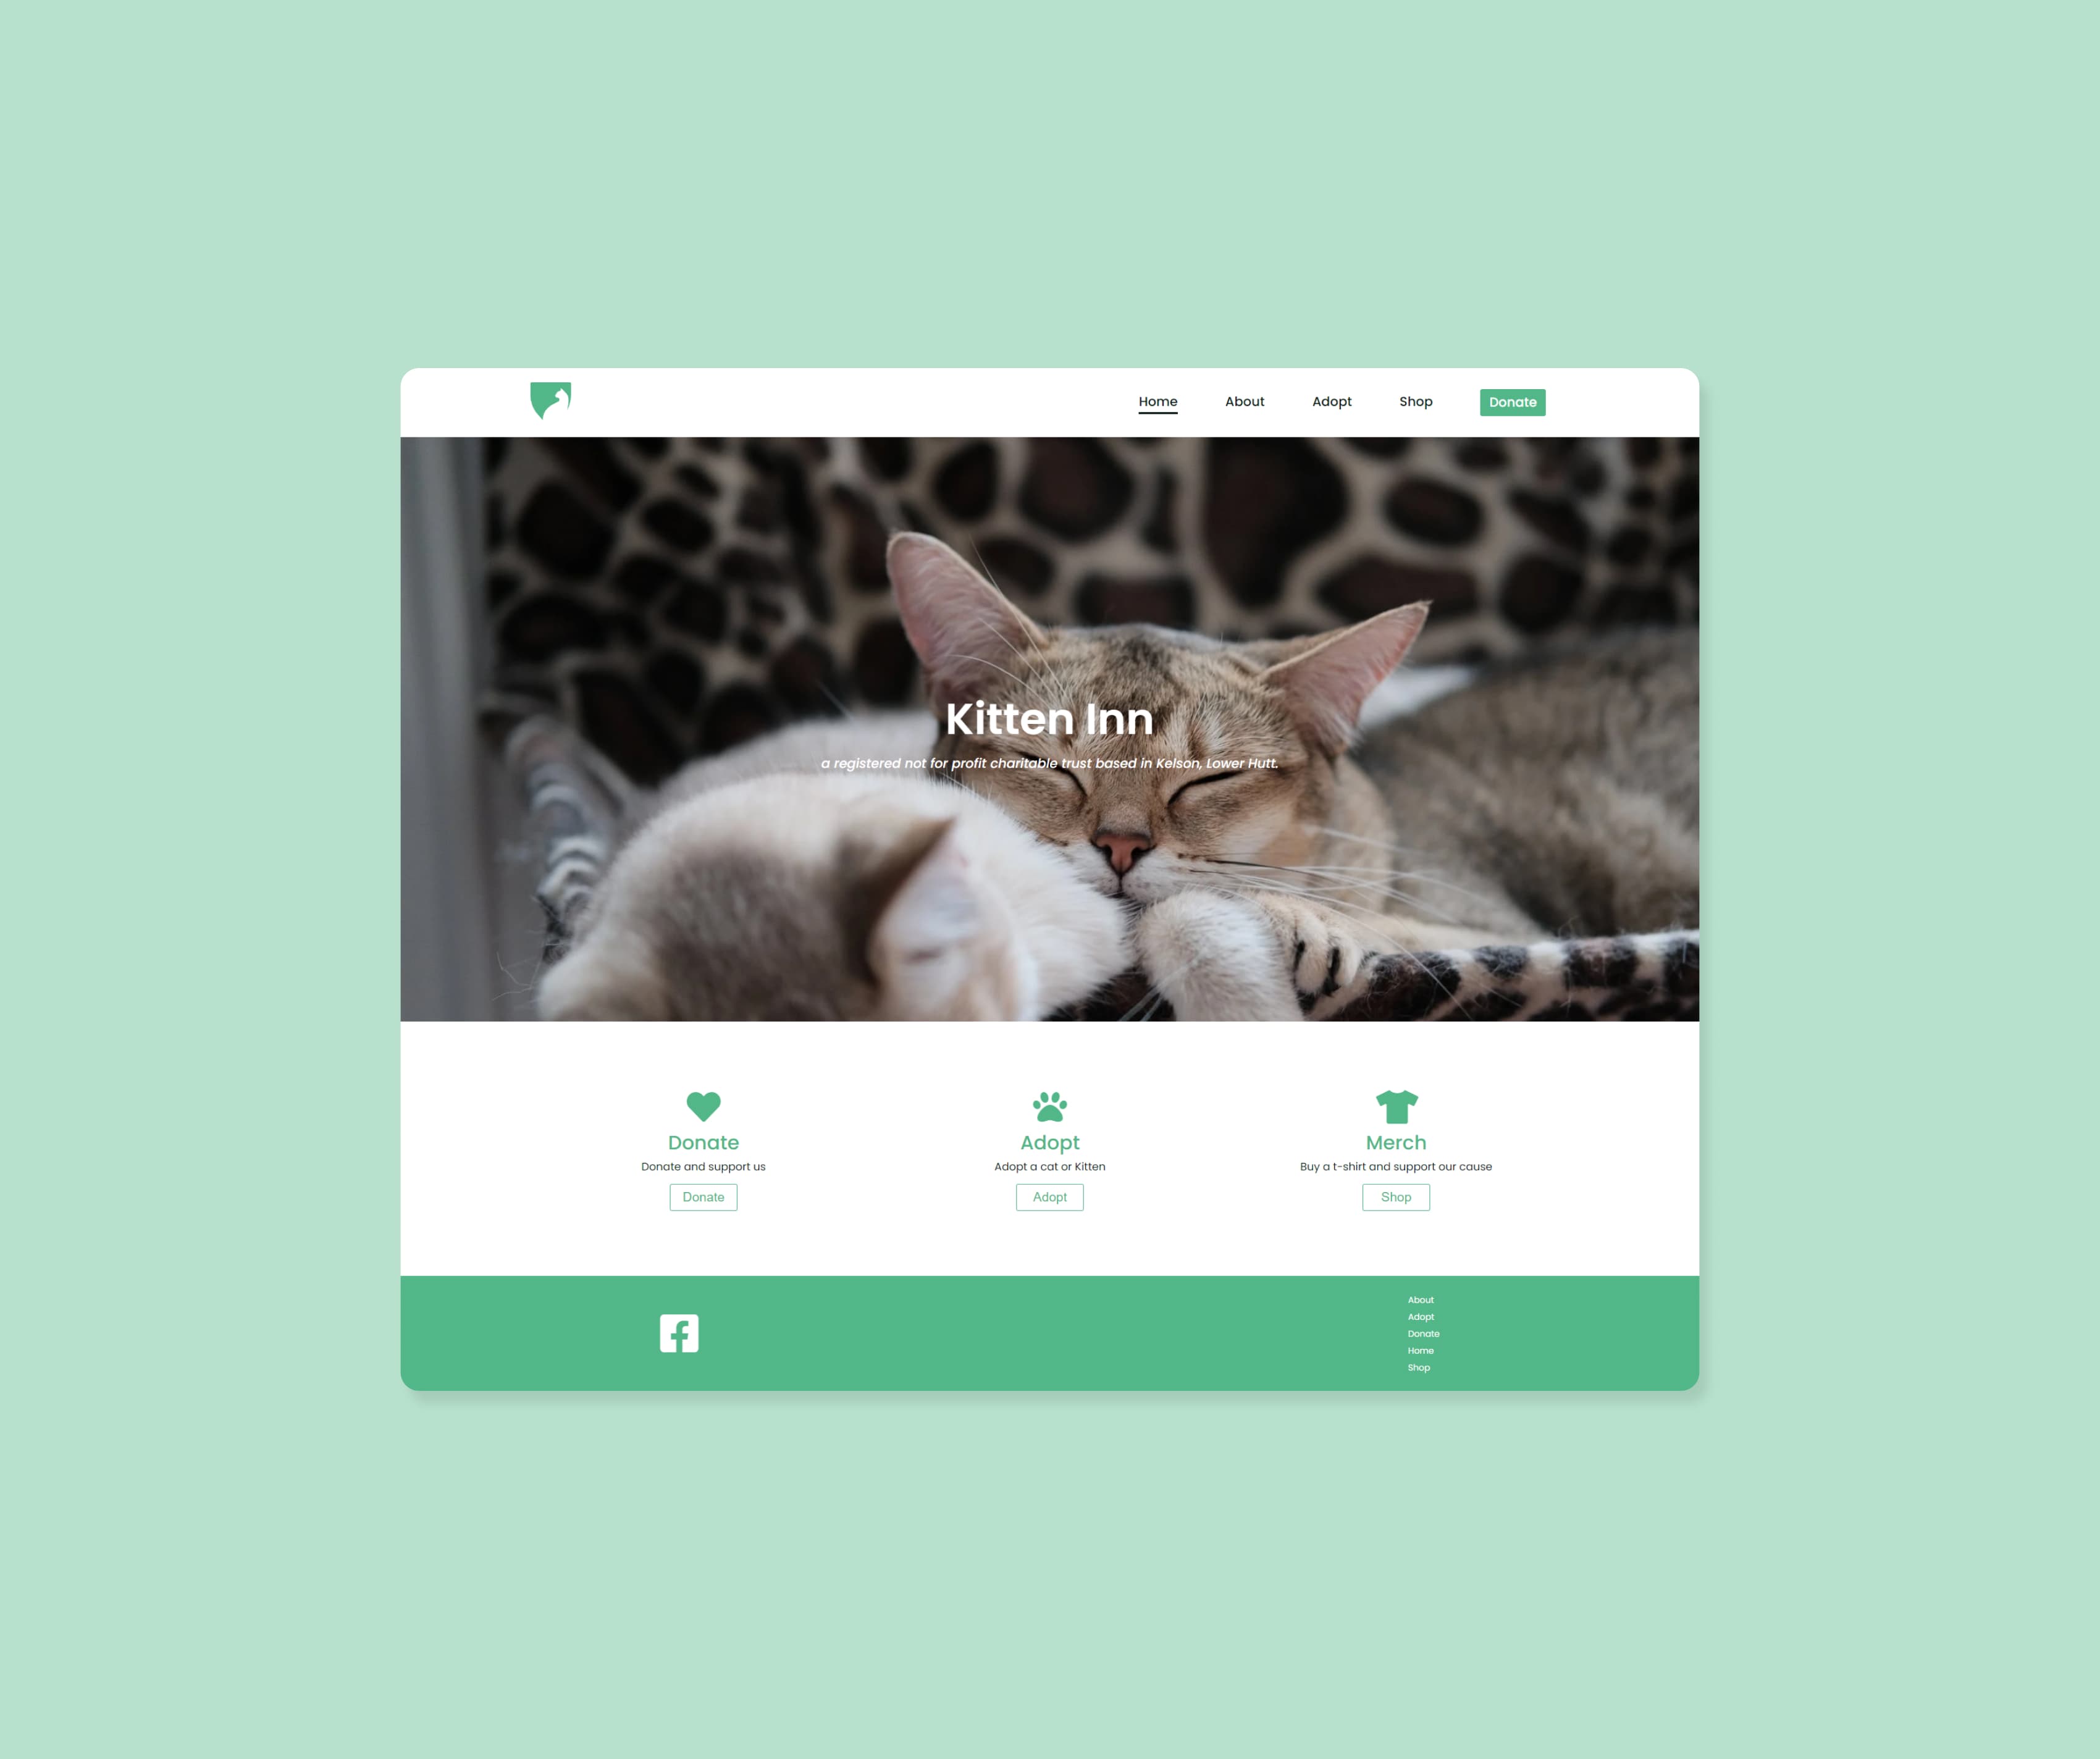 Home About Adopt Shop Donate
Kitten Inn
a registered not for profit charitable trust based in Kelson, Lower Hutt.
Donate
Donate and support us
Donate
Adopt
Adopt a cat or Kitten
Adopt
Merch
Buy a t-shirt and support our cause
Shop
About
Adopt
Donate
Home
Shop